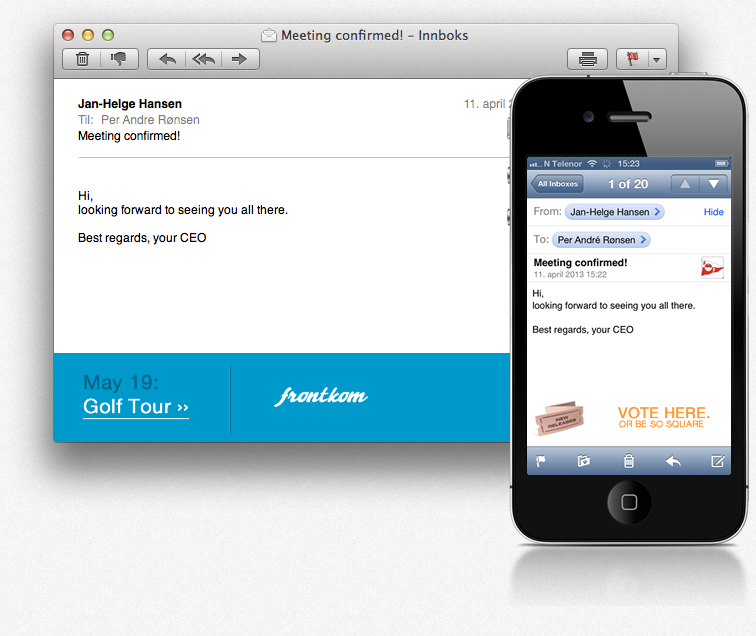 Meeting confirmed! – Innboks
Jan-Helge Hansen
11. april 2
Til: Per Andre Rønsen
Meeting confirmed!
Hi,
looking forward to seeing you all there.
Best regards, your CEO
May 19:
Golf Tour ››
frontkom
N Telenor 15:23
All Inboxes
1 of 20
From: Jan-Helge Hansen
Hide
To: Per André Rønsen
Meeting confirmed!
11. april 2013 15:22
Hi,
looking forward to seeing you all there.
Best regards, your CEO
NEW
RELEASES
VOTE HERE.
OR BE SO SQUARE